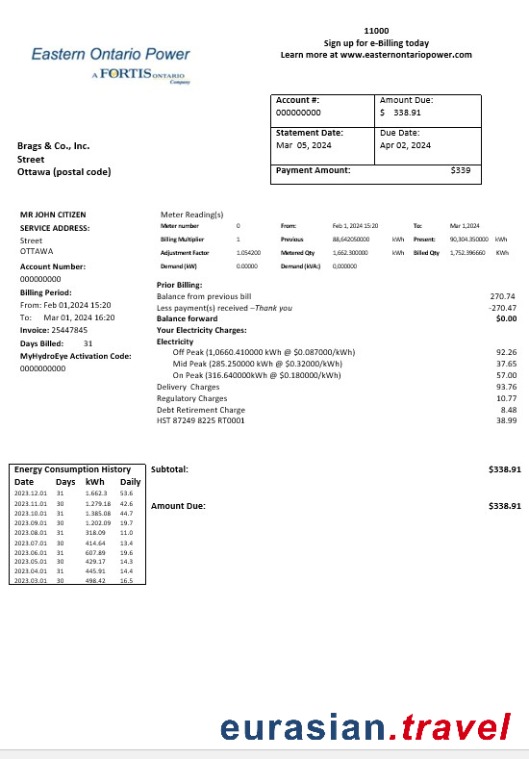 11000
Sign up for e-Billing today
Learn more at www.easternontariopower.com
Eastern Ontario Power
A FORTIS ONTARIO
Company
Account #: Amount Due:
000000000 $ 338.91
Statement Date: Due Date:
Mar 05, 2024 Apr 02, 2024
Payment Amount: $339
Brags & Co., Inc.
Street
Ottawa (postal code)
MR JOHN CITIZEN
SERVICE ADDRESS:
Street
OTTAWA
Account Number:
000000000
Billing Period:
From: Feb 01,2024 15:20
To: Mar 01, 2024 16:20
Invoice: 25447845
Days Billed: 31
MyHydroEye Activation Code:
0000000000
Meter Reading(s)
Meter number 0 From: Feb 1, 2024 15:20 To: Mar 1,2024
Billing Multiplier 1 Previous 88,642050000 kWh Present: 90,304.350000 kWh
Adjustment Factor 1.054200 Metered Qty 1,662.300000 kWh Billed Qty 1,752.396660 KWh
Demand (kW) 0.00000 Demand (kVA): 0,000000
Prior Billing:
Balance from previous bill 270.74
Less payment(s) received –Thank you -270.47
Balance forward $0.00
Your Electricity Charges:
Electricity
Off Peak (1,0660.410000 kWh @ $0.087000/kWh) 92.26
Mid Peak (285.250000 kWh @ $0.32000/kWh) 37.65
On Peak (316.640000kWh @ $0.180000/kWh) 57.00
Delivery Charges 93.76
Regulatory Charges 10.77
Debt Retirement Charge 8.48
HST 87249 8225 RT0001 38.99
Energy Consumption History
Date Days kWh Daily
2023.12.01 31 1.662.3 53.6
2023.11.01 30 1.279.18 42.6
2023.10.01 31 1.385.08 44.7
2023.09.01 30 1.202.09 19.7
2023.08.01 31 318.09 11.0
2023.07.01 30 414.64 13.4
2023.06.01 31 607.89 19.6
2023.05.01 30 429.17 14.3
2023.04.01 31 445.91 14.4
2023.03.01 30 498.42 16.5
Subtotal: $338.91
Amount Due: $338.91
eurasian.travel